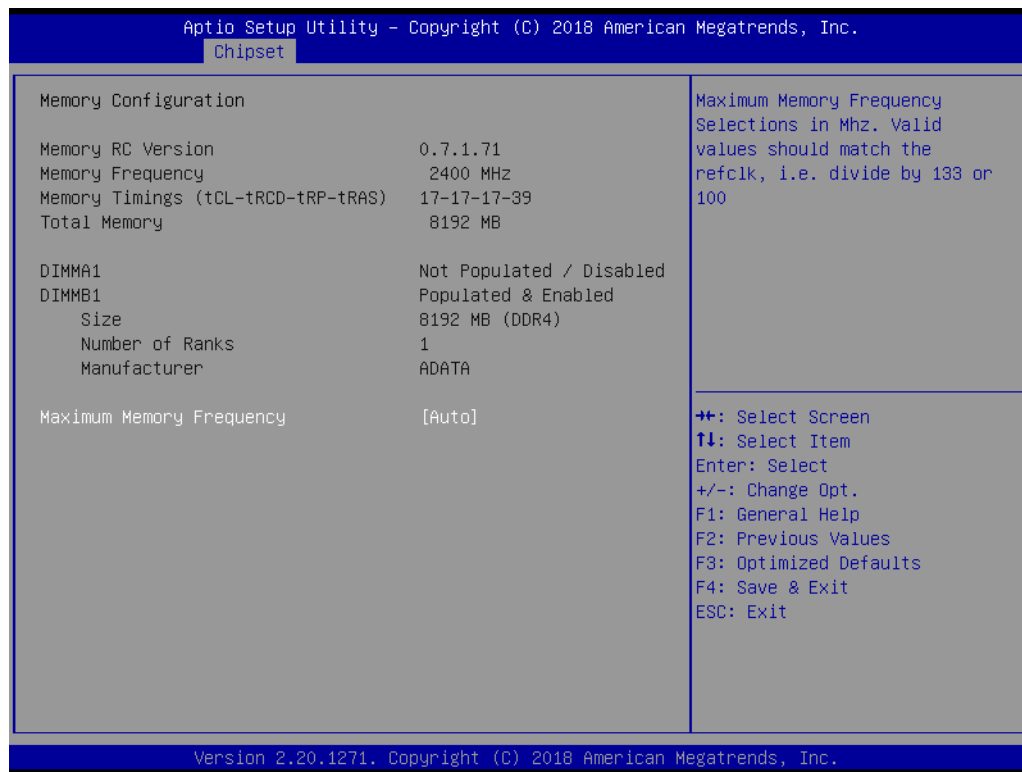 Aptio Setup Utility – Copyright (C) 2018 American Megatrends, Inc.
Chipset
Memory Configuration
Memory RC Version 0.7.1.71
Memory Frequency 2400 MHz
Memory Timings (tCL-tRCD-tRP-tRAS) 17-17-17-39
Total Memory 8192 MB
DIMMA1 Not Populated / Disabled
DIMMB1 Populated & Enabled
Size 8192 MB (DDR4)
Number of Ranks 1
Manufacturer ADATA
Maximum Memory Frequency [Auto]
Maximum Memory Frequency
Selections in Mhz. Valid
values should match the
refclk, i.e. divide by 133 or
100
→←: Select Screen
↑↓: Select Item
Enter: Select
+/-: Change Opt.
F1: General Help
F2: Previous Values
F3: Optimized Defaults
F4: Save & Exit
ESC: Exit
Version 2.20.1271. Copyright (C) 2018 American Megatrends, Inc.